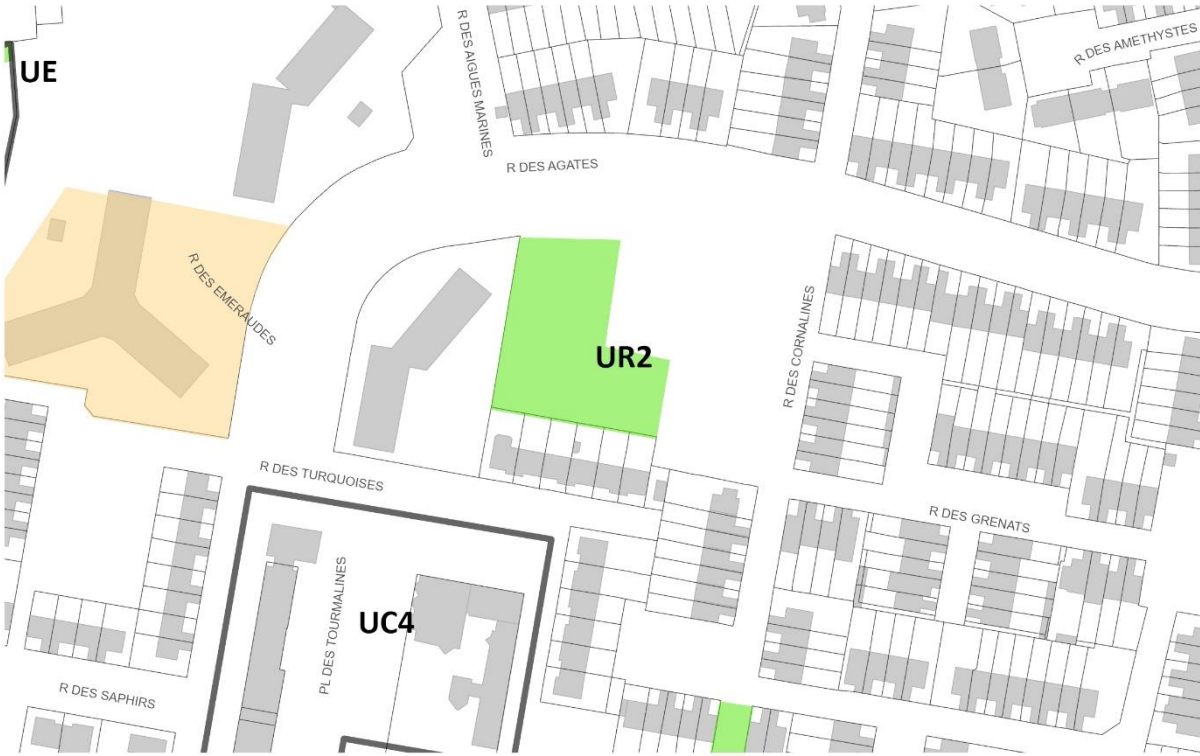 R DES AIGUES MARINES
R DES AMETHYSTES
UE
R DES AGATES
R DES EMERAUDES
UR2
R DES CORNALINES
R DES TURQUOISES
R DES GRENATS
PL DES TOURMALINES
UC4
R DES SAPHIRS